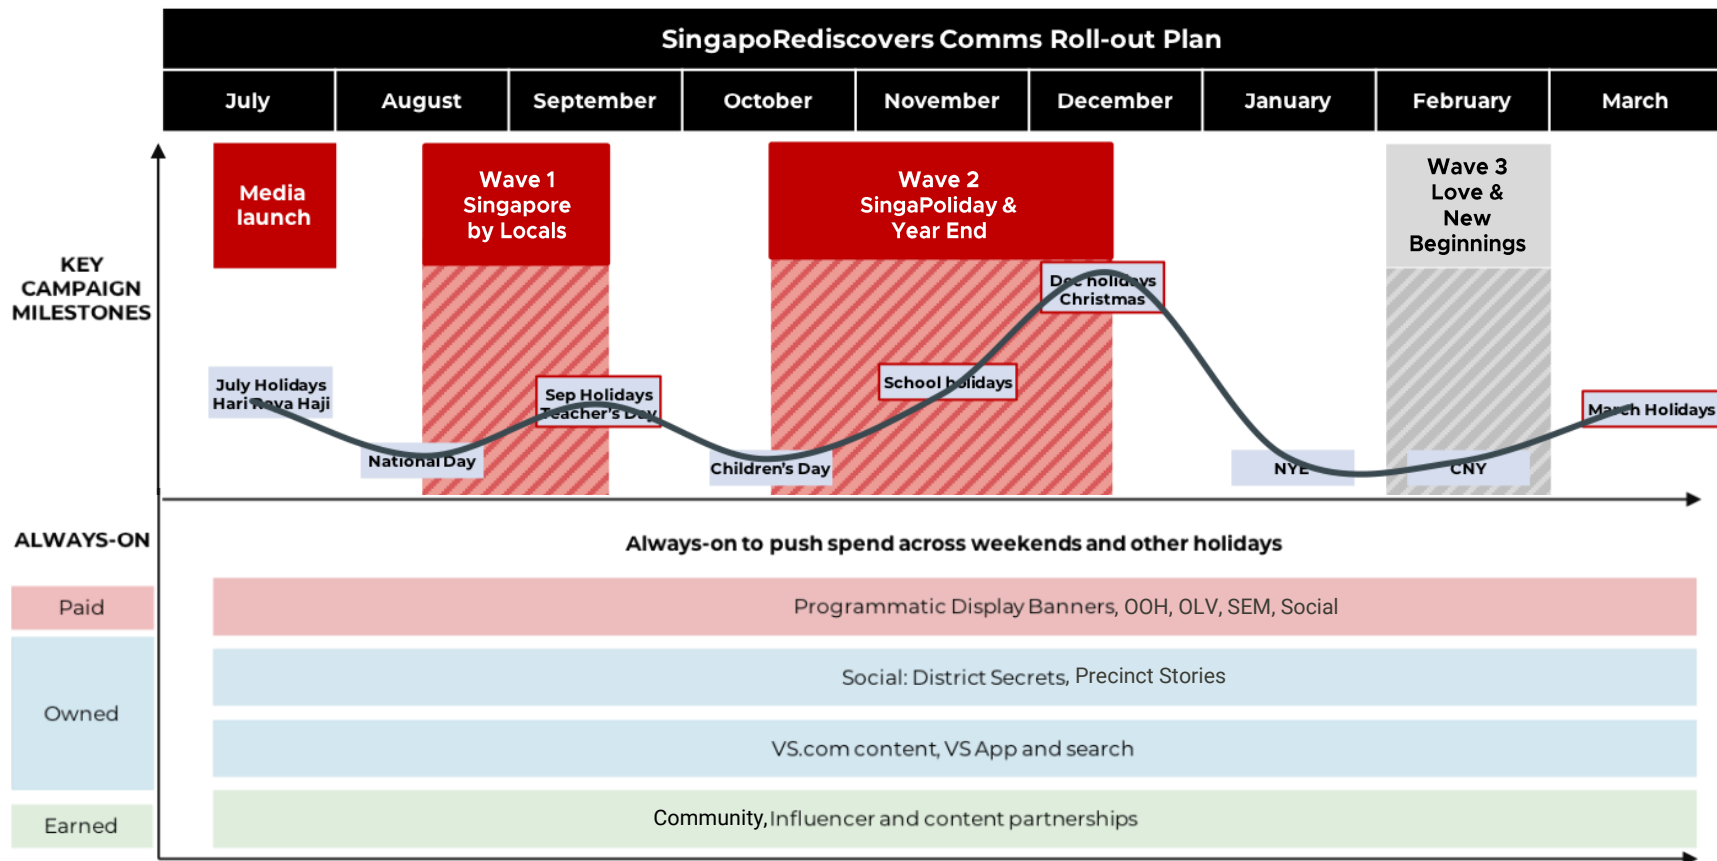 SingapoRediscovers Comms Roll-out Plan
July
August
September
October
November
December
January
February
March
KEY
CAMPAIGN
MILESTONES
Media
launch
Wave 1
Singapore
by Locals
Wave 2
SingaPoliday &
Year End
Wave 3
Love &
New
Beginnings
July Holidays
Hari Raya Haji
National Day
Sep Holidays
Teacher's Day
Children's Day
School holidays
Dec holidays
Christmas
NYE
CNY
March Holidays
ALWAYS-ON
Always-on to push spend across weekends and other holidays
Paid
Programmatic Display Banners, OOH, OLV, SEM, Social
Owned
Social: District Secrets, Precinct Stories
VS.com content, VS App and search
Earned
Community, Influencer and content partnerships